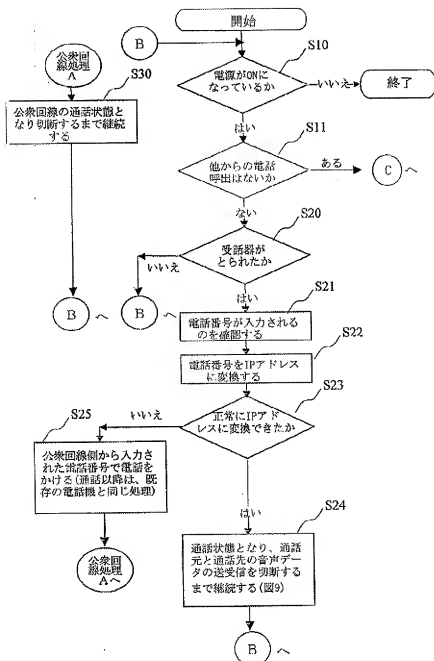 開始
B
S10
電源がONに
なっているか
いいえ
終了
はい
公衆回
線処理
A
S30
公衆回線の通話状態と
なり切断するまで継続
する
B
へ
S11
他からの電話
呼出はないか
ある
C
へ
ない
S20
受話器が
とられたか
いいえ
B
へ
はい
S21
電話番号が入力される
のを確認する
S22
電話番号をIPアドレス
に変換する
S23
正常にIPアド
レスに変換できたか
いいえ
S25
公衆回線側から入力さ
れた電話番号で電話を
かける(通話以降は、既
存の電話機と同じ処理)
公衆回
線処理
Aへ
はい
S24
通話状態となり、通話
元と通話先の音声デー
タの送受信を切断する
まで継続する(図9)
B
へ